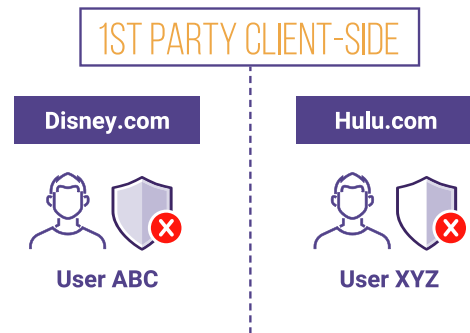 1ST PARTY CLIENT-SIDE
Disney.com
Hulu.com
User ABC
User XYZ